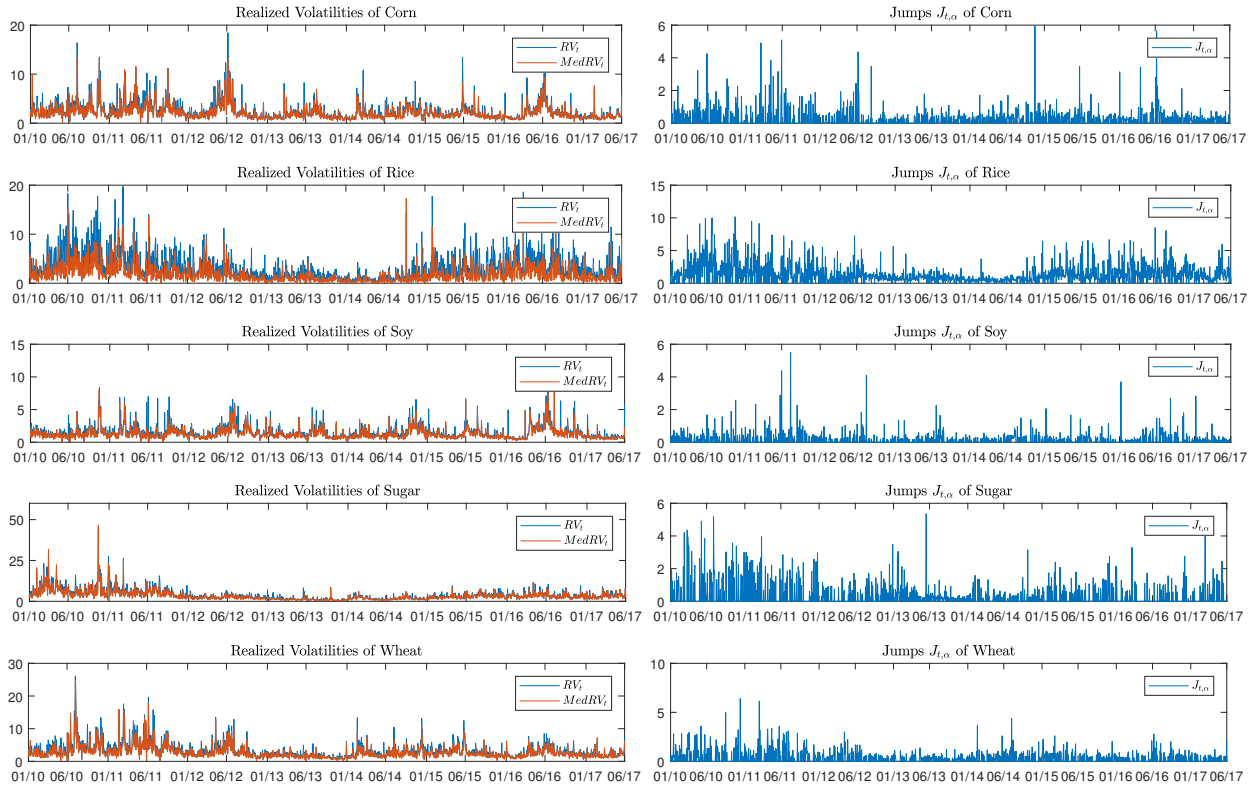 Realized Volatilities of Corn
20
10
0
RV_t
MedRV_t
01/10 06/10 01/11 06/11 01/12 06/12 01/13 06/13 01/14 06/14 01/15 06/15 01/16 06/16 01/17 06/17
Jumps J_{t,α} of Corn
6
4
2
0
J_{t,α}
01/10 06/10 01/11 06/11 01/12 06/12 01/13 06/13 06/14 01/15 06/15 01/16 06/16 01/17 06/17
Realized Volatilities of Rice
20
10
0
RV_t
MedRV_t
01/10 06/10 01/11 06/11 01/12 06/12 01/13 06/13 01/14 06/14 01/15 06/15 01/16 06/16 01/17 06/17
Jumps J_{t,α} of Rice
15
10
5
0
J_{t,α}
01/10 06/10 01/11 06/11 01/12 06/12 01/13 06/13 06/14 01/15 06/15 01/16 06/16 01/17 06/17
Realized Volatilities of Soy
15
10
5
0
RV_t
MedRV_t
01/10 06/10 01/11 06/11 01/12 06/12 01/13 06/13 01/14 06/14 01/15 06/15 01/16 06/16 01/17 06/17
Jumps J_{t,α} of Soy
6
4
2
0
J_{t,α}
01/10 06/10 01/11 06/11 01/12 06/12 01/13 06/13 06/14 01/15 06/15 01/16 06/16 01/17 06/17
Realized Volatilities of Sugar
50
25
0
RV_t
MedRV_t
01/10 06/10 01/11 06/11 01/12 06/12 01/13 06/13 01/14 06/14 01/15 06/15 01/16 06/16 01/17 06/17
Jumps J_{t,α} of Sugar
6
4
2
0
J_{t,α}
01/10 06/10 01/11 06/11 01/12 06/12 01/13 06/13 06/14 01/15 06/15 01/16 06/16 01/17 06/17
Realized Volatilities of Wheat
30
20
10
0
RV_t
MedRV_t
01/10 06/10 01/11 06/11 01/12 06/12 01/13 06/13 01/14 06/14 01/15 06/15 01/16 06/16 01/17 06/17
Jumps J_{t,α} of Wheat
10
5
0
J_{t,α}
01/10 06/10 01/11 06/11 01/12 06/12 01/13 06/13 06/14 01/15 06/15 01/16 06/16 01/17 06/17